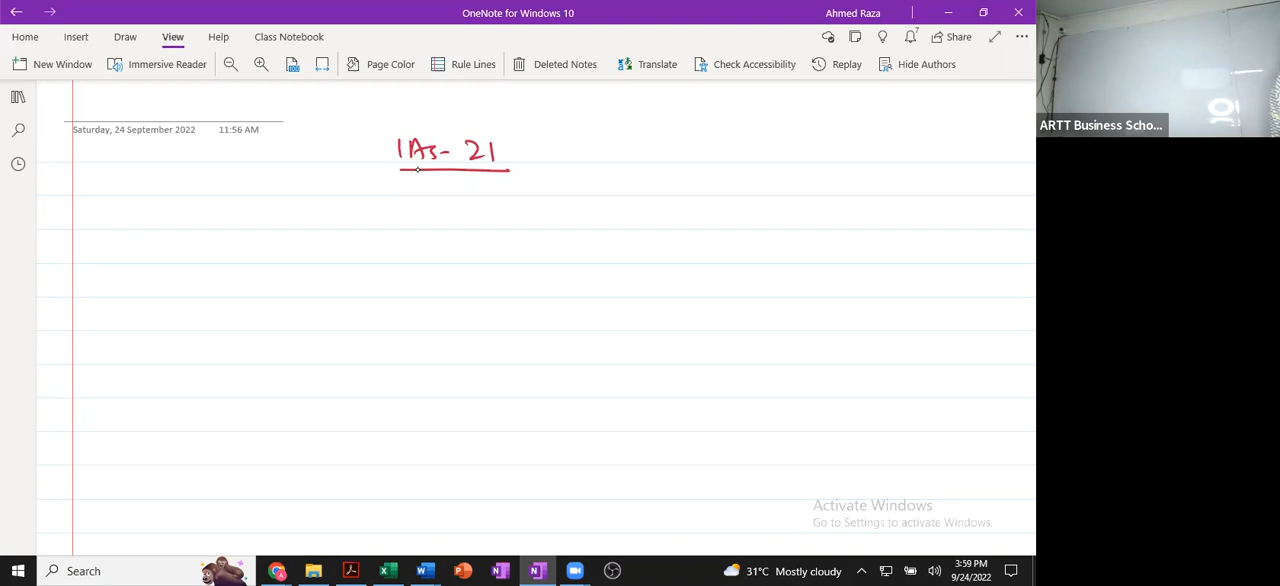 OneNote for Windows 10
Ahmed Raza
Home Insert Draw View Help Class Notebook
7
Share
New Window Immersive Reader Page Color Rule Lines Deleted Notes Translate Check Accessibility Replay Hide Authors
ARTT Business Scho...
Saturday, 24 September 2022 11:56 AM
IAS- 21
Activate Windows
Go to Settings to activate Windows.
Search
31°C Mostly cloudy
3:59 PM
9/24/2022